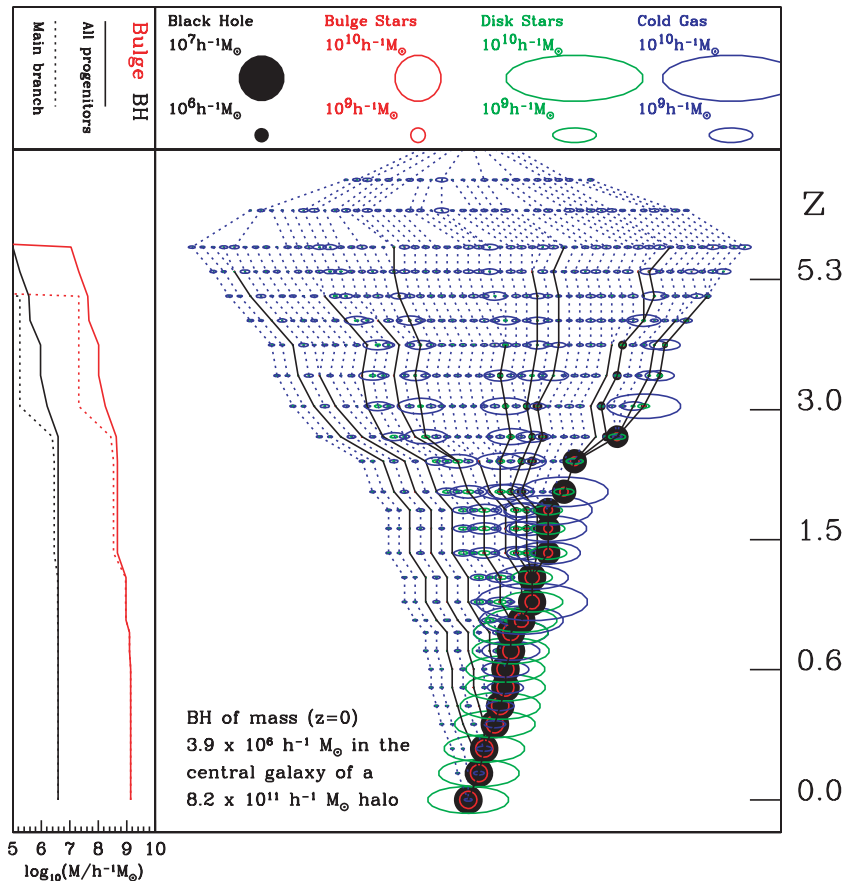 Bulge BH
All progenitors
Main branch
Black Hole Bulge Stars Disk Stars Cold Gas
10⁷h⁻¹M☉ 10¹⁰h⁻¹M☉ 10¹⁰h⁻¹M☉ 10¹⁰h⁻¹M☉
10⁶h⁻¹M☉ 10⁹h⁻¹M☉ 10⁹h⁻¹M☉ 10⁹h⁻¹M☉
Z
5.3
3.0
1.5
0.6
0.0
BH of mass (z=0)
3.9 x 10⁶ h⁻¹ M☉ in the
central galaxy of a
8.2 x 10¹¹ h⁻¹ M☉ halo
5 6 7 8 9 10
log₁₀(M/h⁻¹M☉)